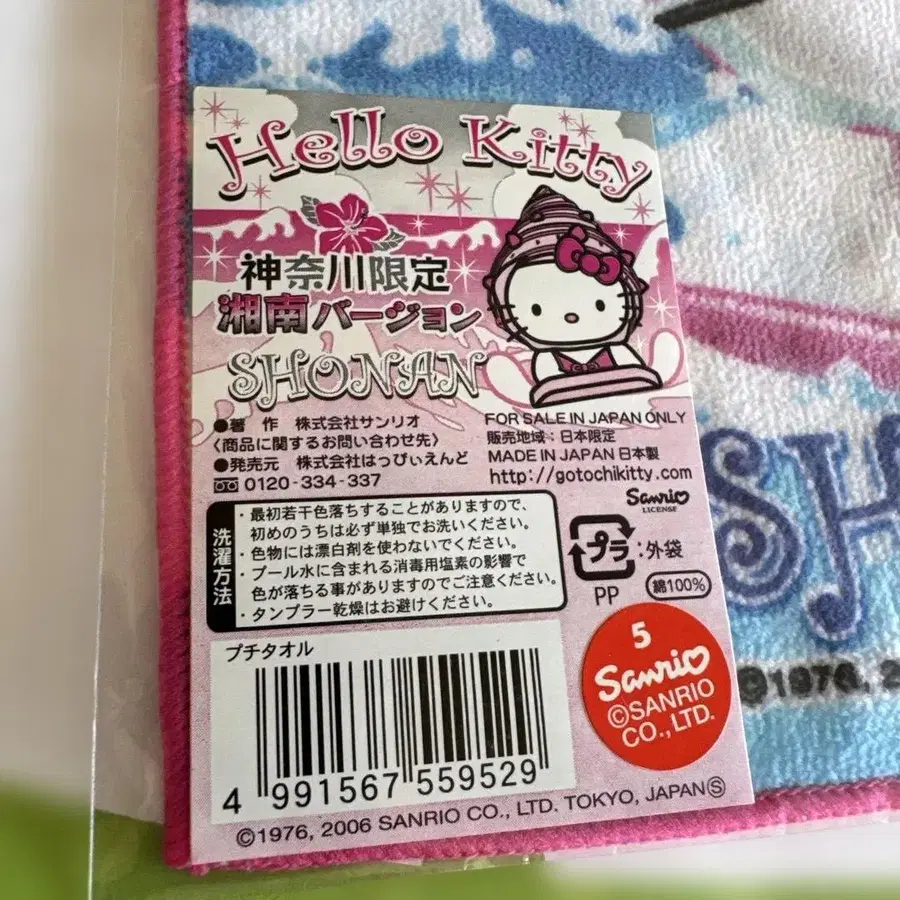 Hello Kitty
神奈川限定
湘南バージョン
SHONAN
●著 作 株式会社サンリオ
〈商品に関するお問い合わせ先〉
●発売元 株式会社はっぴぃえんど
0120-334-337
FOR SALE IN JAPAN ONLY
販売地域:日本限定
MADE IN JAPAN 日本製
http://gotochikitty.com
Sanrio
LICENSE
洗濯方法
・最初若干色落ちすることがありますので、
初めのうちは必ず単独でお洗いください。
・色物には漂白剤を使わないでください。
・プール水に含まれる消毒用塩素の影響で
色が落ちる事がありますのでご注意ください。
・タンブラー乾燥はお避けください。
プラ:外袋
PP
綿100%
プチタオル
4 991567 559529
5
Sanrio
©SANRIO
CO.,LTD.
©1976, 2006 SANRIO CO., LTD. TOKYO, JAPAN Ⓢ
SH
©1976, 2